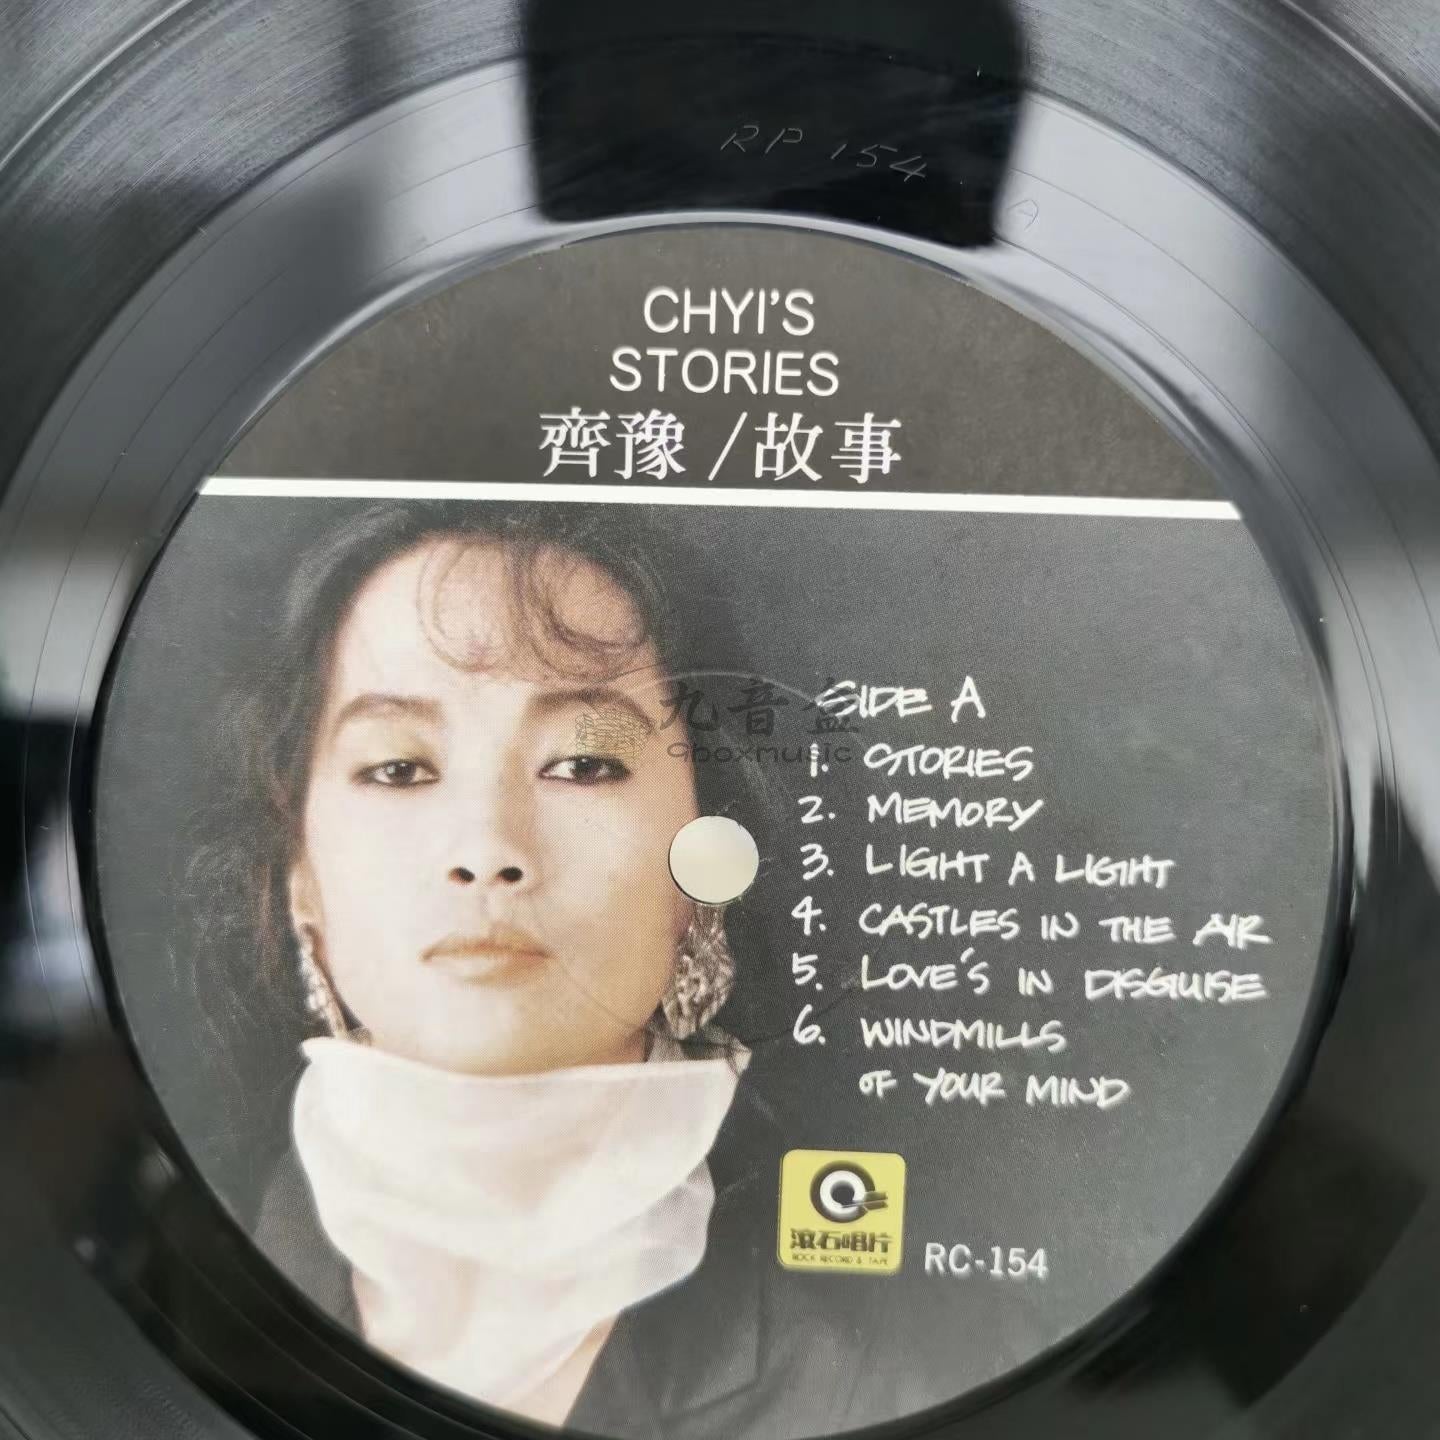 RP 154 A
CHYI'S
STORIES
齊豫/故事
九音盒
9boxmusic
SIDE A
1. STORIES
2. MEMORY
3. LIGHT A LIGHT
4. CASTLES IN THE AIR
5. LOVE'S IN DISGUISE
6. WINDMILLS
OF YOUR MIND
滾石唱片
ROCK RECORD & TAPE
RC-154